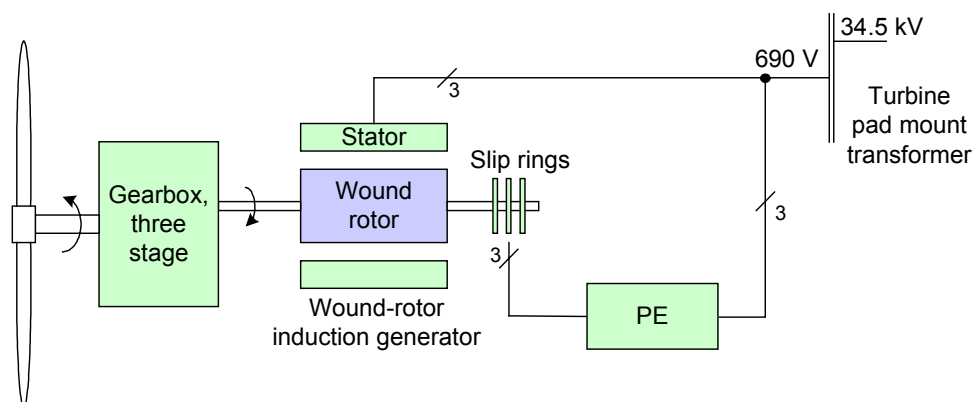 34.5 kV
690 V
3
Turbine
pad mount
transformer
Stator
Slip rings
Gearbox,
three
stage
Wound
rotor
3
3
Wound-rotor
induction generator
PE